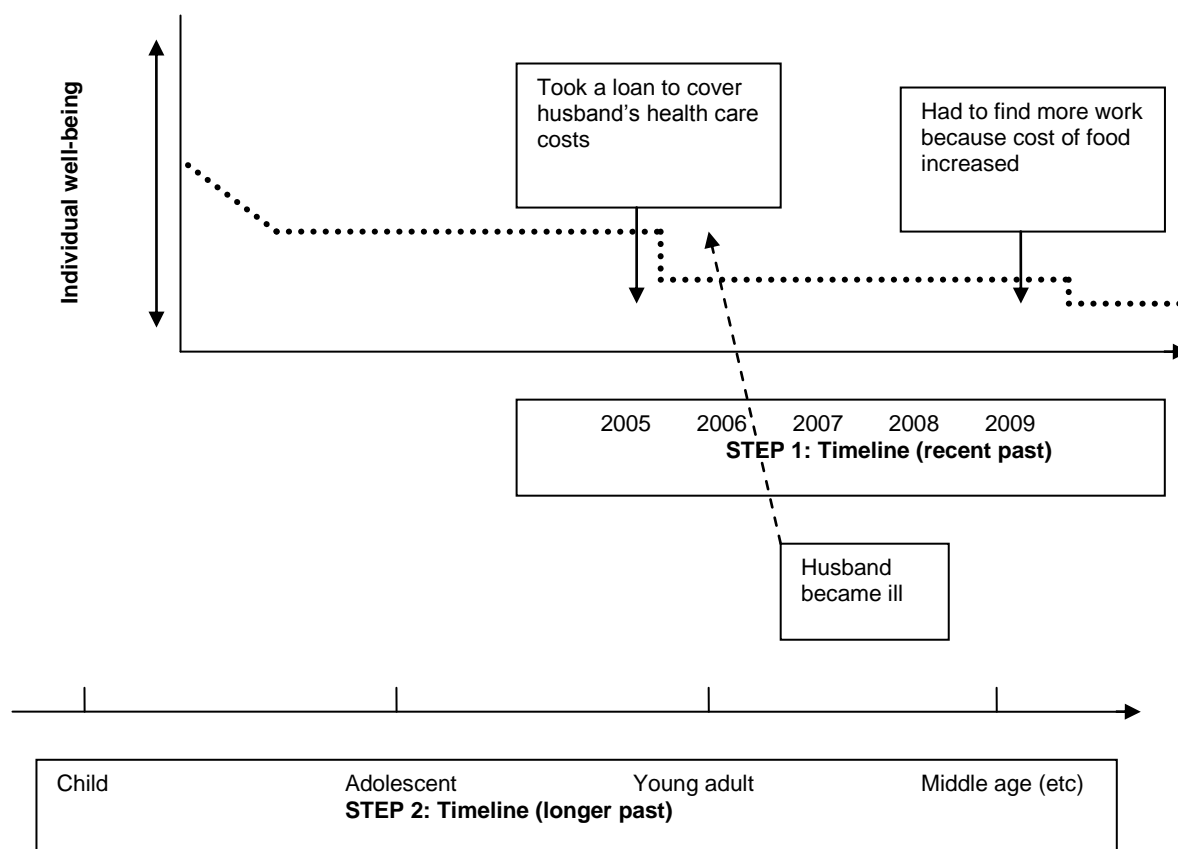 Individual well-being
Took a loan to cover
husband’s health care
costs
Had to find more work
because cost of food
increased
2005 2006 2007 2008 2009
STEP 1: Timeline (recent past)
Husband
became ill
Child Adolescent Young adult Middle age (etc)
STEP 2: Timeline (longer past)